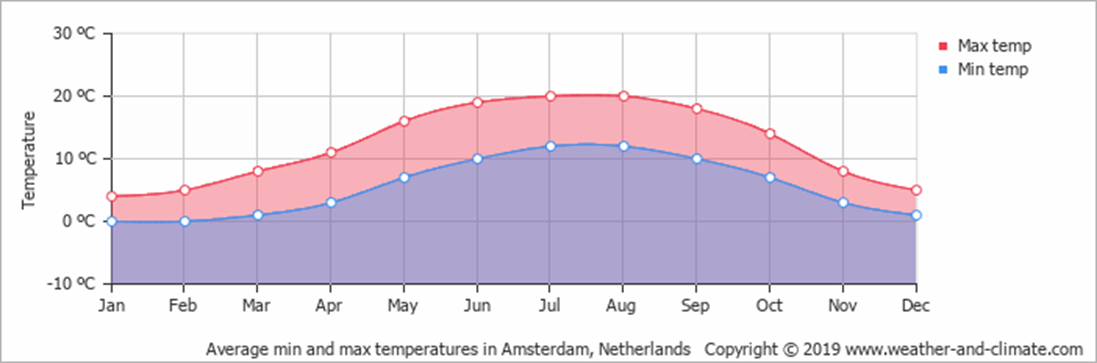 30 ºC
20 ºC
10 ºC
0 ºC
-10 ºC
Temperature
Jan Feb Mar Apr May Jun Jul Aug Sep Oct Nov Dec
Max temp
Min temp
Average min and max temperatures in Amsterdam, Netherlands Copyright © 2019 www.weather-and-climate.com